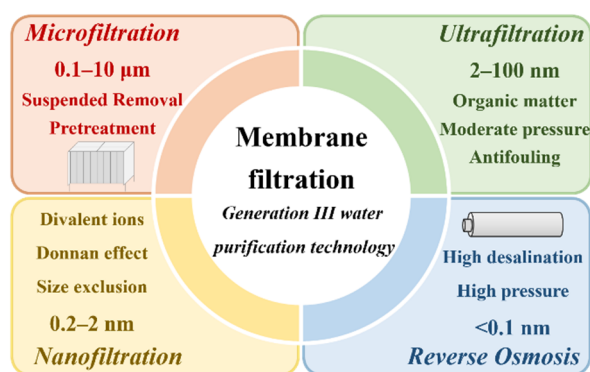 Microfiltration
0.1–10 μm
Suspended Removal
Pretreatment
Ultrafiltration
2–100 nm
Organic matter
Moderate pressure
Antifouling
Membrane
filtration
Generation III water
purification technology
Divalent ions
Donnan effect
Size exclusion
0.2–2 nm
Nanofiltration
High desalination
High pressure
<0.1 nm
Reverse Osmosis